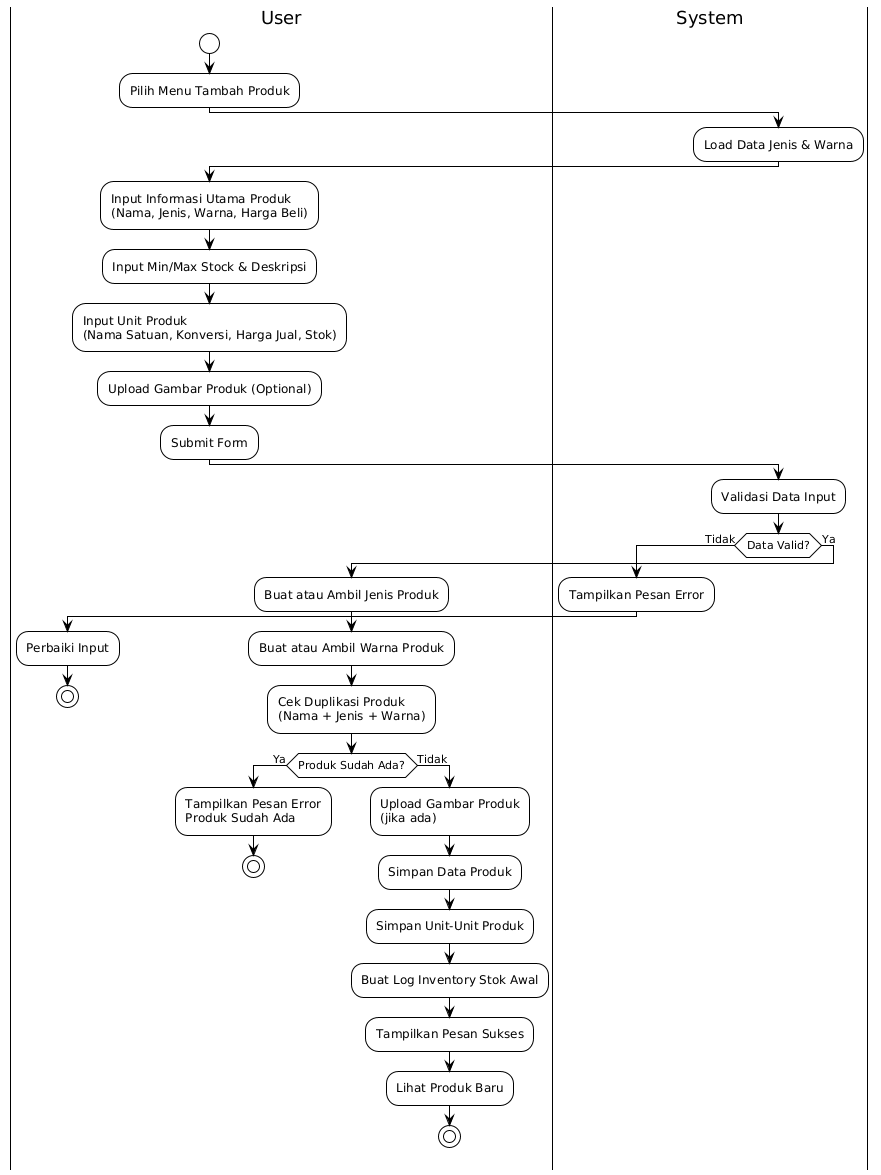 User
System
Pilih Menu Tambah Produk
Load Data Jenis & Warna
Input Informasi Utama Produk
(Nama, Jenis, Warna, Harga Beli)
Input Min/Max Stock & Deskripsi
Input Unit Produk
(Nama Satuan, Konversi, Harga Jual, Stok)
Upload Gambar Produk (Optional)
Submit Form
Validasi Data Input
Tidak
Data Valid?
Ya
Buat atau Ambil Jenis Produk
Tampilkan Pesan Error
Perbaiki Input
Buat atau Ambil Warna Produk
Cek Duplikasi Produk
(Nama + Jenis + Warna)
Ya
Produk Sudah Ada?
Tidak
Tampilkan Pesan Error
Produk Sudah Ada
Upload Gambar Produk
(jika ada)
Simpan Data Produk
Simpan Unit-Unit Produk
Buat Log Inventory Stok Awal
Tampilkan Pesan Sukses
Lihat Produk Baru